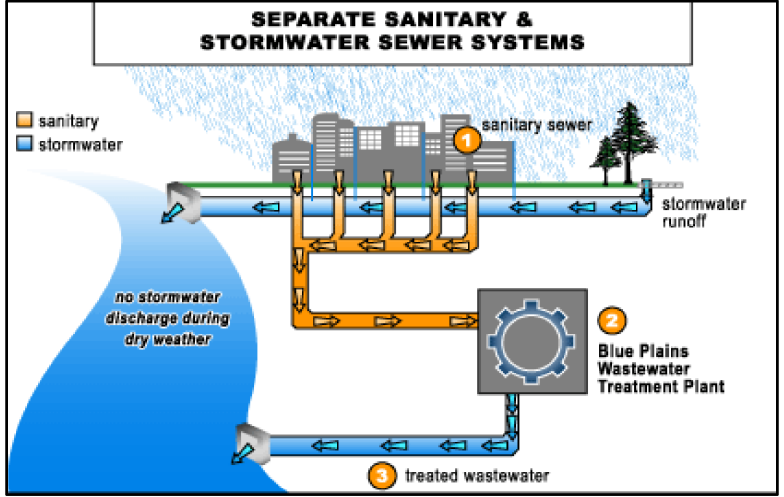 SEPARATE SANITARY &
STORMWATER SEWER SYSTEMS
sanitary
stormwater
1
sanitary sewer
stormwater
runoff
no stormwater
discharge during
dry weather
2
Blue Plains
Wastewater
Treatment Plant
3 treated wastewater